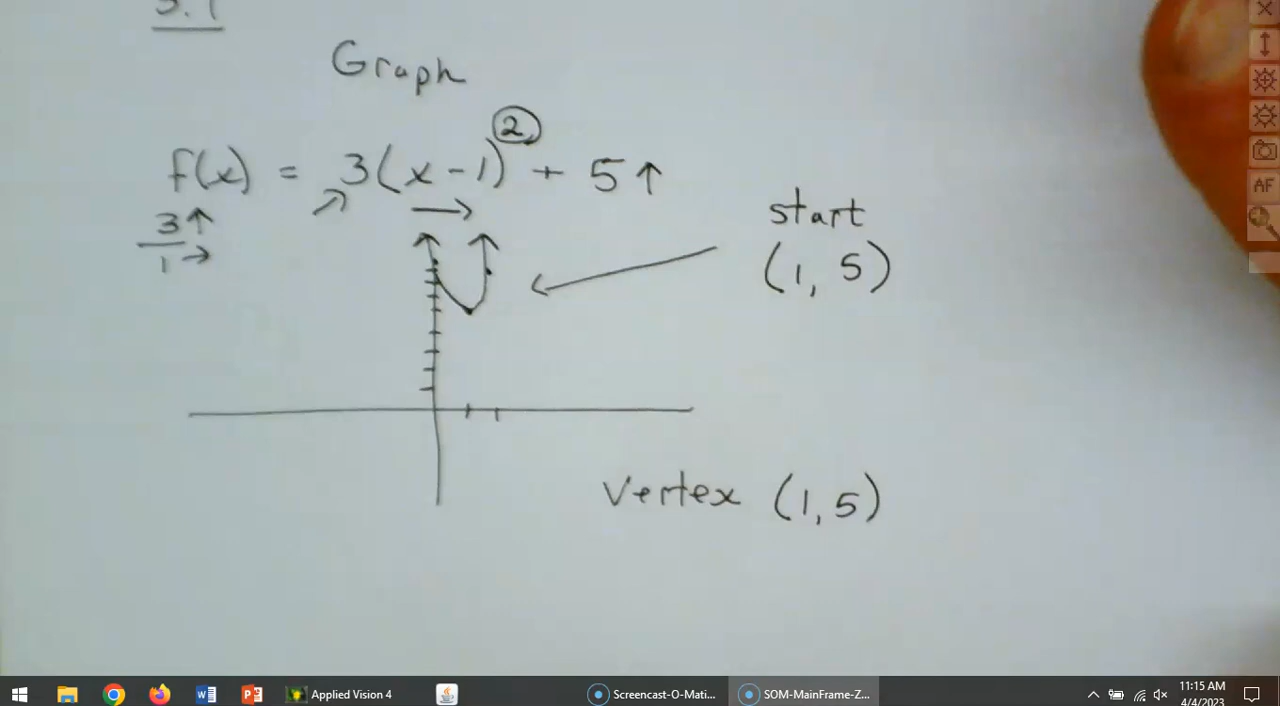 3.1
Graph
f(x) = 3(x-1)² + 5↑
3↑
1→
start
(1, 5)
Vertex (1,5)
AF
Applied Vision 4
Screencast-O-Mati...
SOM-MainFrame-Z...
11:15 AM
4/4/2023